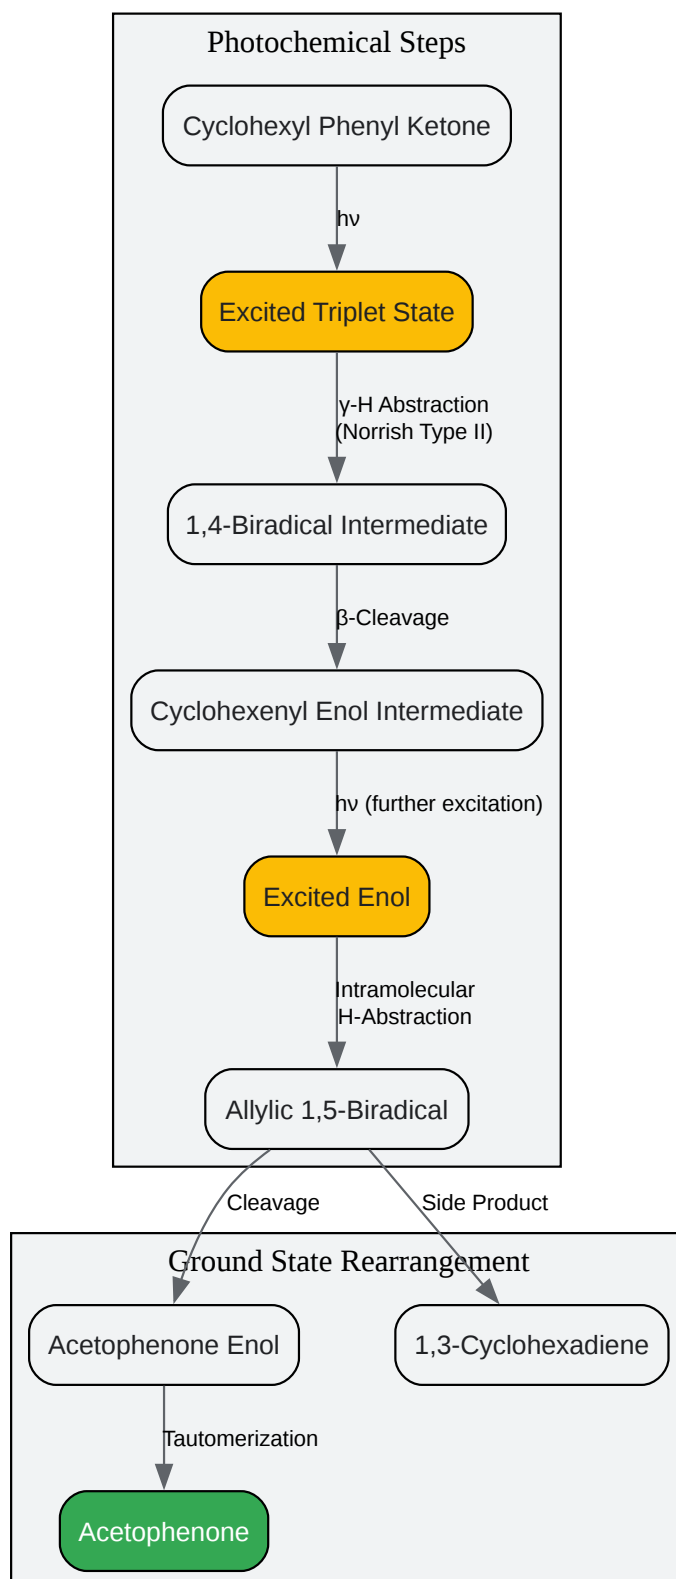 Photochemical Steps
Cyclohexyl Phenyl Ketone
hν
Excited Triplet State
γ-H Abstraction
(Norrish Type II)
1,4-Biradical Intermediate
β-Cleavage
Cyclohexenyl Enol Intermediate
hν (further excitation)
Excited Enol
Intramolecular
H-Abstraction
Allylic 1,5-Biradical
Cleavage
Side Product
Ground State Rearrangement
Acetophenone Enol
1,3-Cyclohexadiene
Tautomerization
Acetophenone